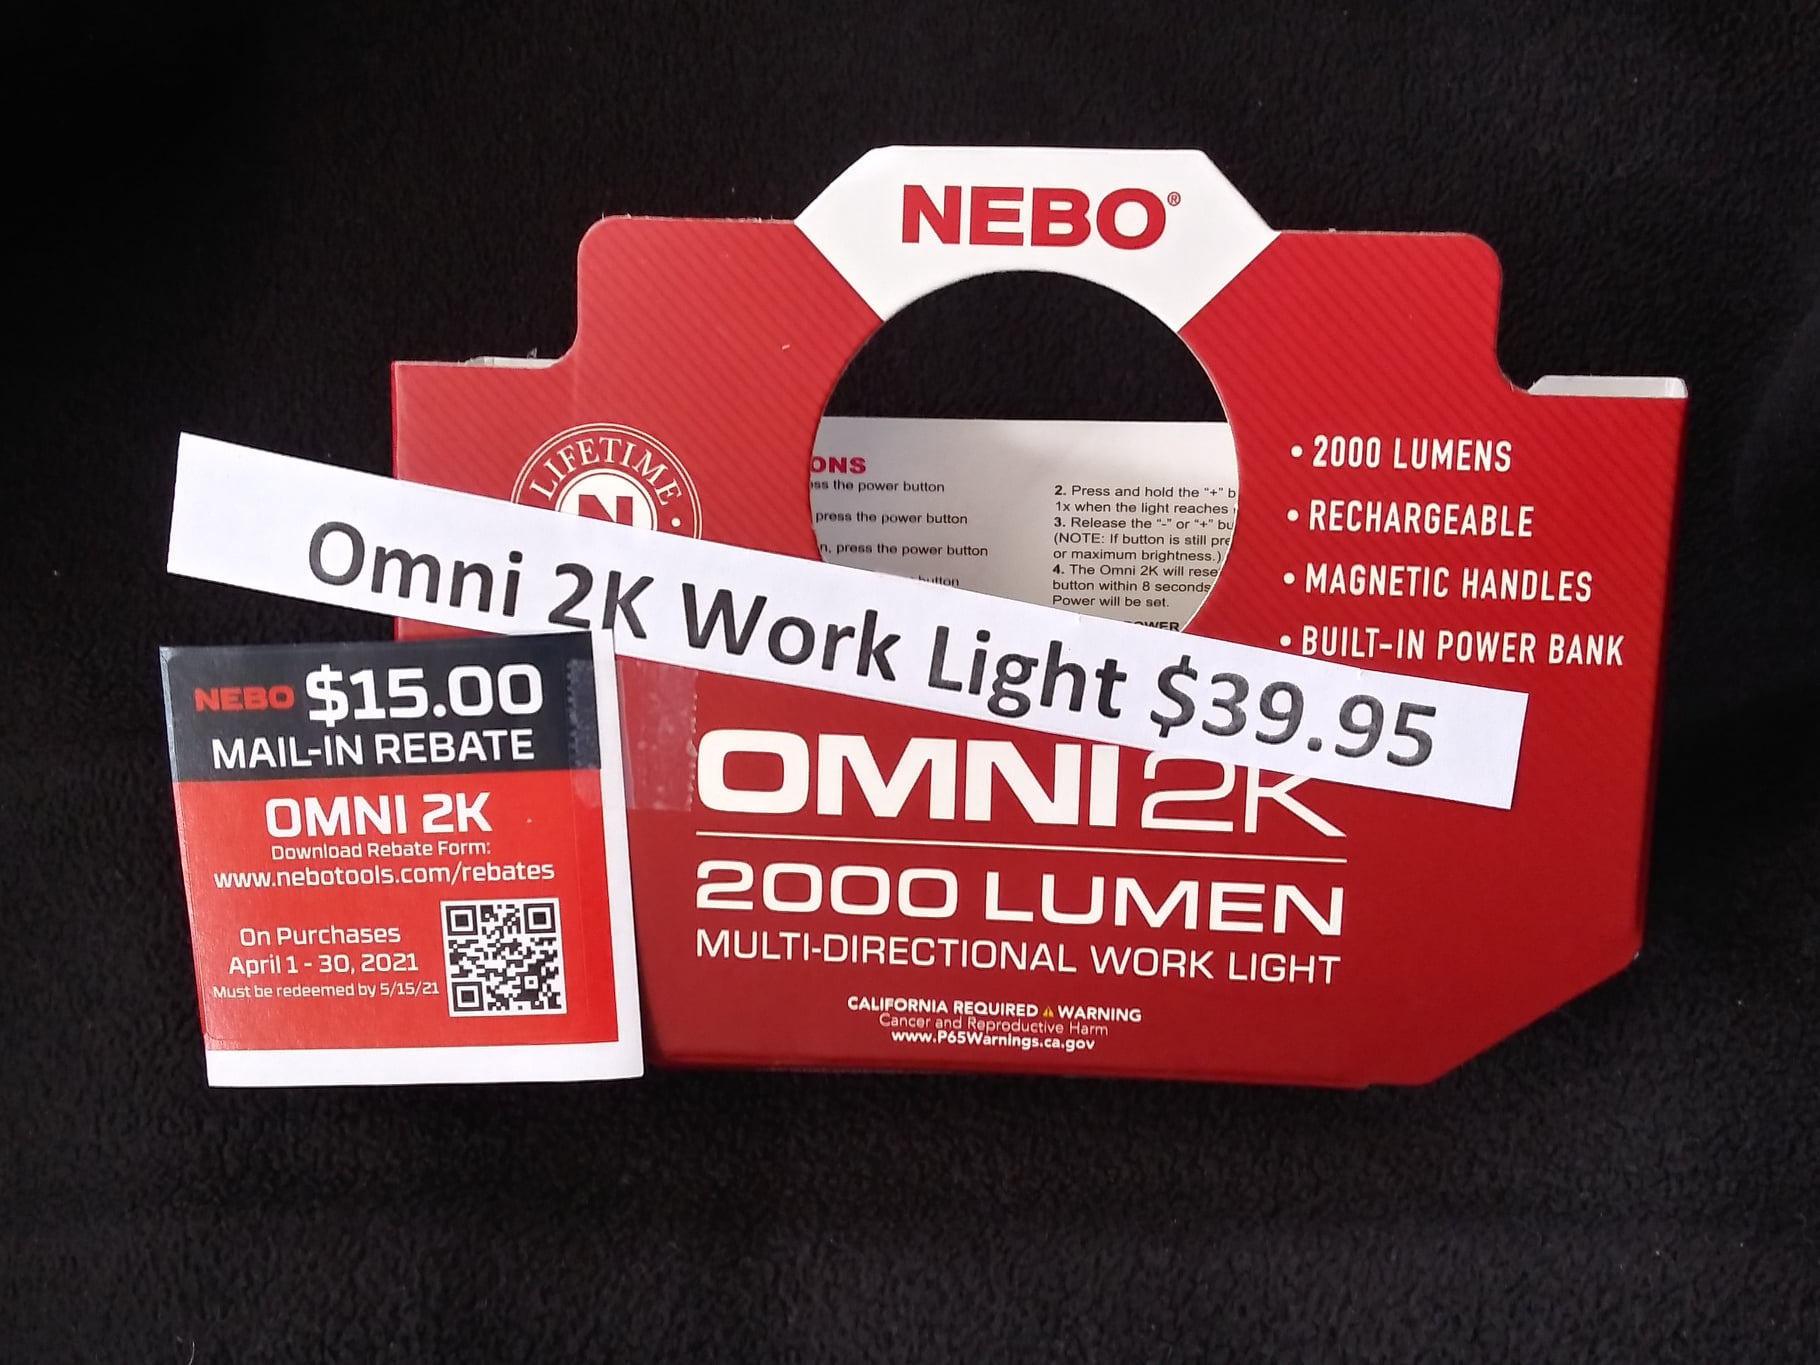 NEBO®
LIFETIME
N
ONS
the power button
press the power button
press the power button
button
2. Press and hold the "+"
1x when the light reaches
3. Release the "-" or "+"
(NOTE: If button is still
or maximum brightness.)
4. The Omni 2K will
button within 8 seconds
Power will be set.
• 2000 LUMENS
• RECHARGEABLE
• MAGNETIC HANDLES
• BUILT-IN POWER BANK
Omni 2K Work Light $39.95
NEBO $15.00
MAIL-IN REBATE
OMNI 2K
Download Rebate Form:
www.nebotools.com/rebates
On Purchases
April 1 - 30, 2021
Must be redeemed by 5/15/21
OMNI 2K
2000 LUMEN
MULTI-DIRECTIONAL WORK LIGHT
CALIFORNIA REQUIRED ⚠ WARNING
Cancer and Reproductive Harm
www.P65Warnings.ca.gov